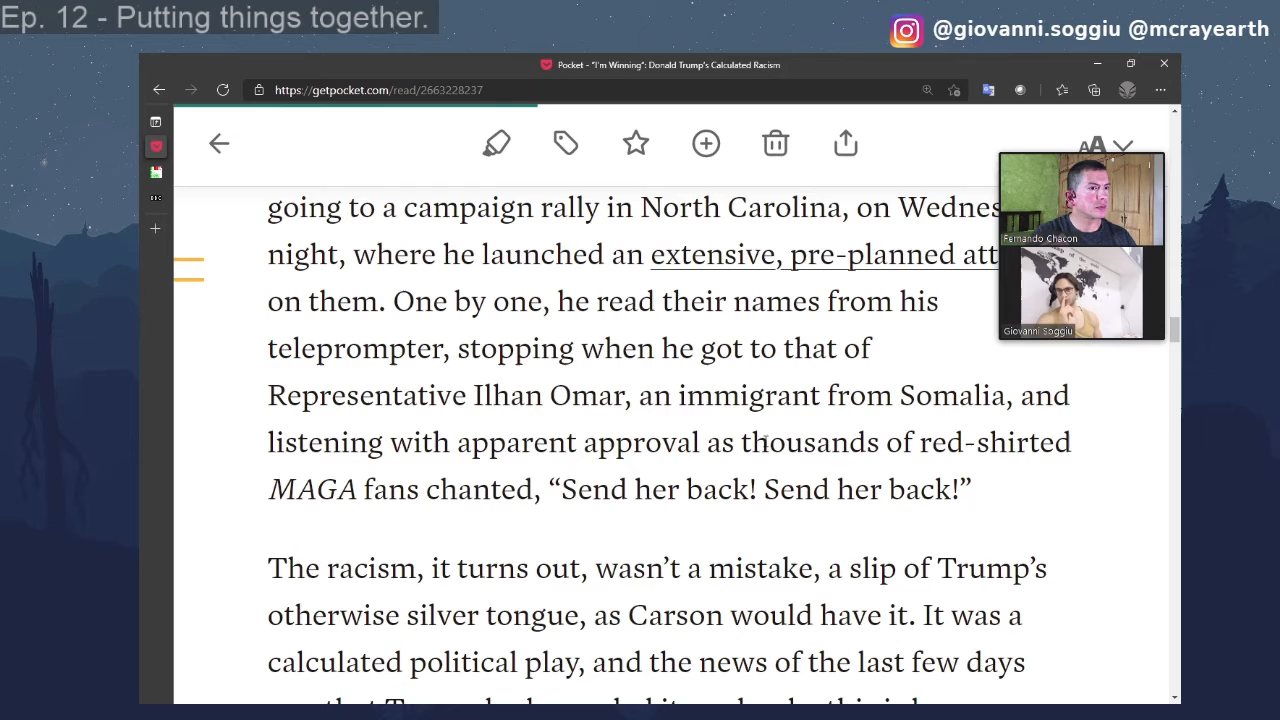 Ep. 12 - Putting things together.
@giovanni.soggiu @mcrayearth
Pocket - “I'm Winning”: Donald Trump's Calculated Racism
https://getpocket.com/read/2663228237
AA
going to a campaign rally in North Carolina, on Wednes
night, where he launched an extensive, pre-planned att
on them. One by one, he read their names from his
teleprompter, stopping when he got to that of
Representative Ilhan Omar, an immigrant from Somalia, and
listening with apparent approval as thousands of red-shirted
MAGA fans chanted, “Send her back! Send her back!”
The racism, it turns out, wasn’t a mistake, a slip of Trump’s
otherwise silver tongue, as Carson would have it. It was a
calculated political play, and the news of the last few days
Fernando Chacon
Giovanni Soggiu